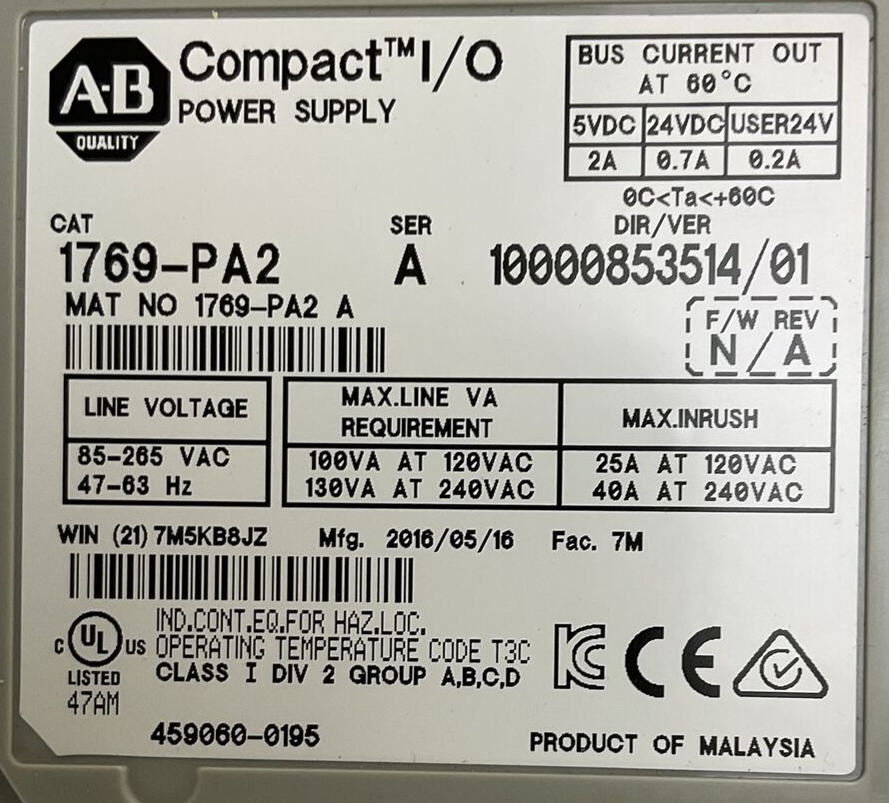 A-B
QUALITY
Compact™ I/O
POWER SUPPLY
BUS CURRENT OUT
AT 60°C
5VDC 24VDC USER24V
2A 0.7A 0.2A
0C<Ta<+60C
CAT SER DIR/VER
1769-PA2 A 10000853514/01
MAT NO 1769-PA2 A
F/W REV
N/A
LINE VOLTAGE
85-265 VAC
47-63 Hz
MAX.LINE VA
REQUIREMENT
100VA AT 120VAC
130VA AT 240VAC
MAX.INRUSH
25A AT 120VAC
40A AT 240VAC
WIN (21) 7M5KB8JZ Mfg. 2016/05/16 Fac. 7M
C UL US
LISTED
47AM
IND.CONT.EQ.FOR HAZ.LOC.
OPERATING TEMPERATURE CODE T3C
CLASS I DIV 2 GROUP A,B,C,D
KC CE
459060-0195
PRODUCT OF MALAYSIA